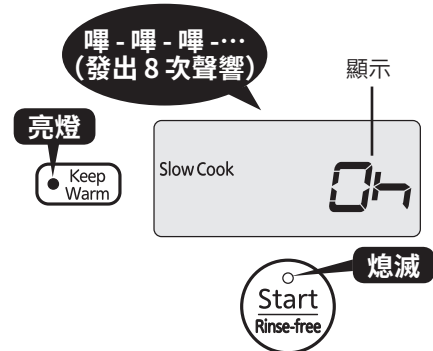 嗶 - 嗶 - 嗶 -⋯
（發出 8 次聲響）
顯示
亮燈
Keep
Warm
Slow Cook
0h
熄滅
Start
Rinse-free